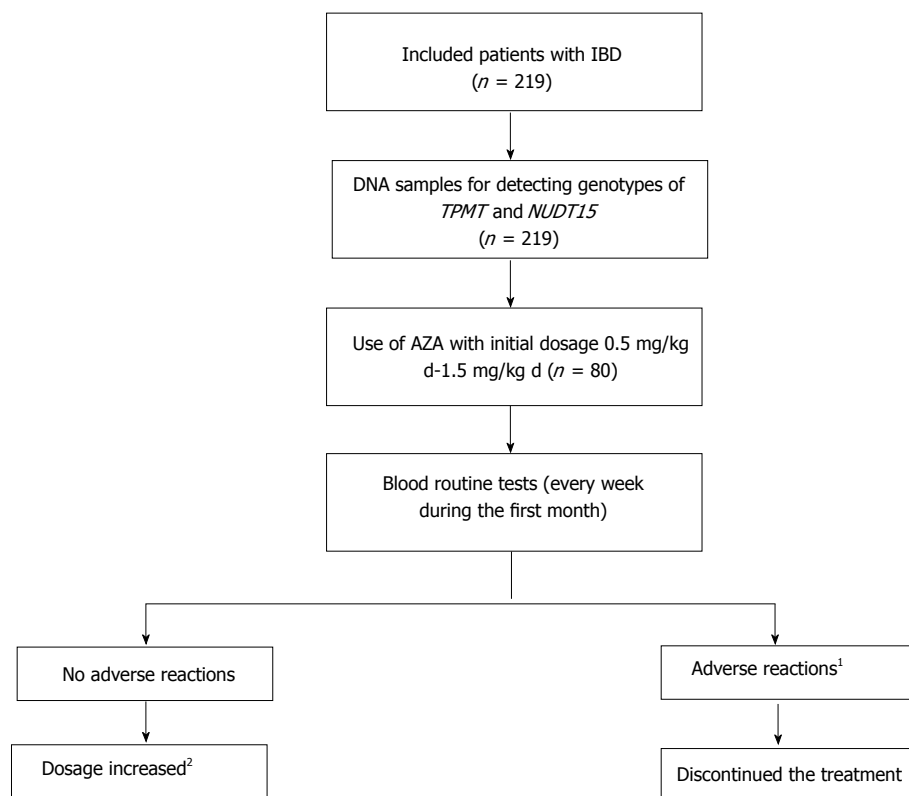 Included patients with IBD
(n = 219)
DNA samples for detecting genotypes of
TPMT and NUDT15
(n = 219)
Use of AZA with initial dosage 0.5 mg/kg
d-1.5 mg/kg d (n = 80)
Blood routine tests (every week
during the first month)
No adverse reactions
Adverse reactions¹
Dosage increased²
Discontinued the treatment